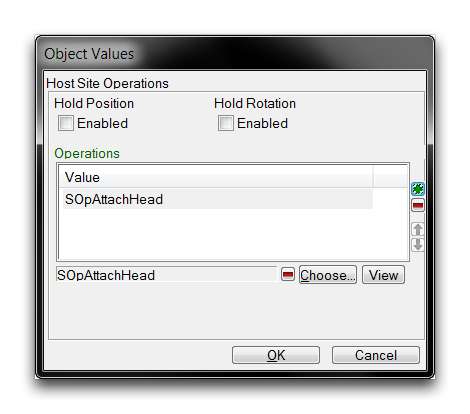 Object Values
Host Site Operations
Hold Position Hold Rotation
Enabled Enabled
Operations
Value
SOpAttachHead
SOpAttachHead Choose... View
OK Cancel